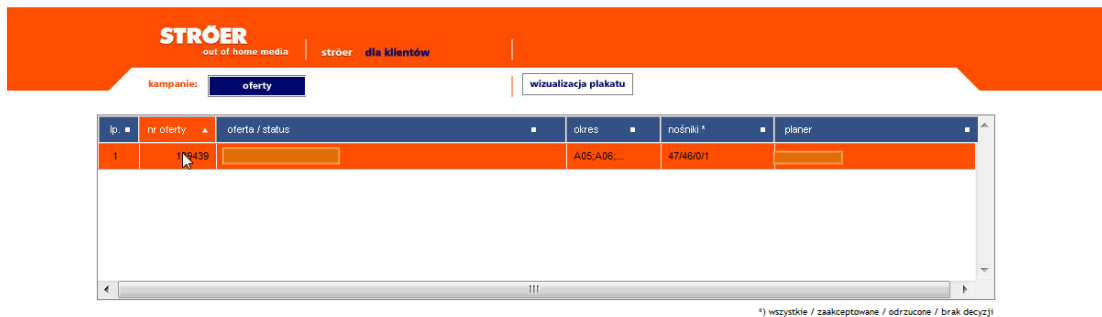 STRÖER
out of home media
ströer dla klientów
kampanie: oferty wizualizacja plakatu
lp. nr oferty oferta / status okres nośniki * planer
1 A05;A06;... 47/46/0/1
*) wszystkie / zaakceptowane / odrzucone / brak decyzji